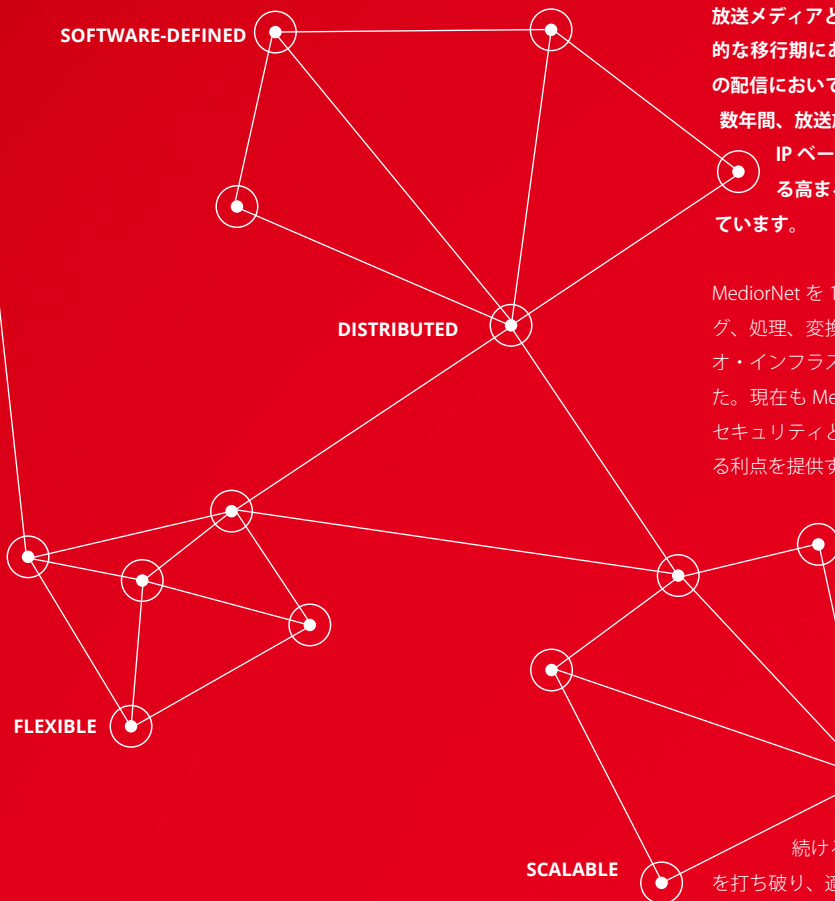 SOFTWARE-DEFINED
DISTRIBUTED
FLEXIBLE
SCALABLE
放送メディアと
的な移行期にあ
の配信において
数年間、放送
IP ベー
る高ま
ています。
MediorNet を 1
グ、処理、変換
オ・インフラス
た。現在も Me
セキュリティと
る利点を提供す
続ける
を打ち破り、適